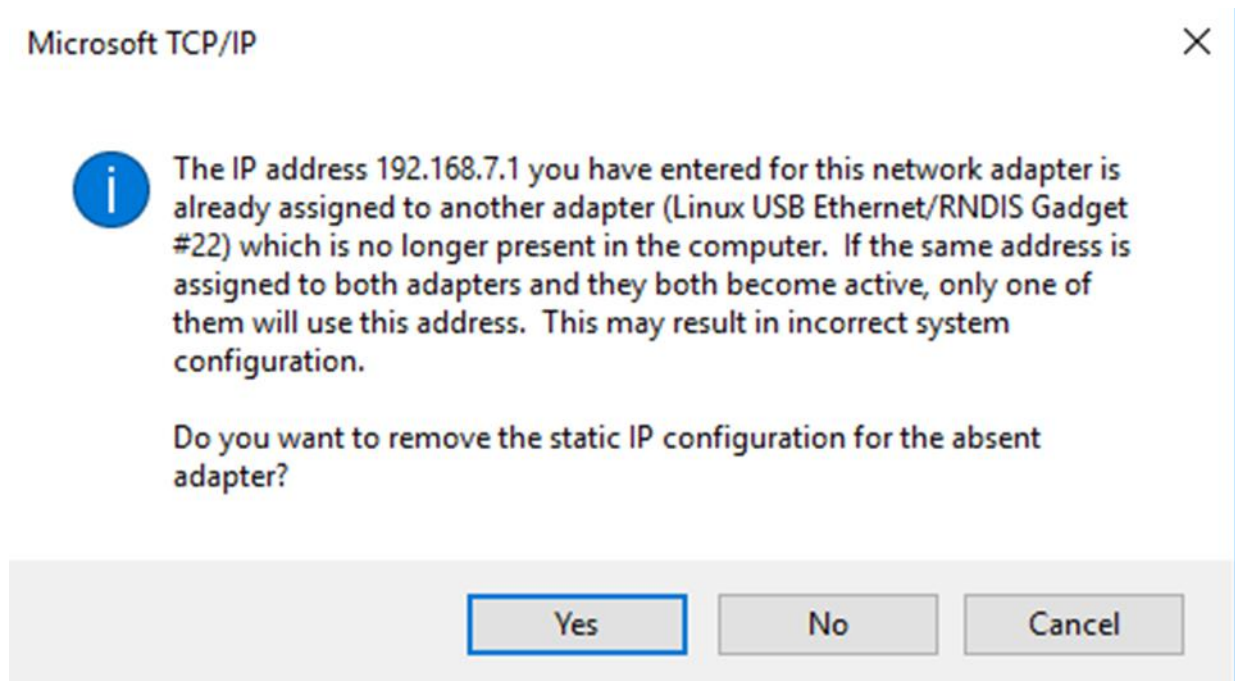 Microsoft TCP/IP
The IP address 192.168.7.1 you have entered for this network adapter is
already assigned to another adapter (Linux USB Ethernet/RNDIS Gadget
#22) which is no longer present in the computer.  If the same address is
assigned to both adapters and they both become active, only one of
them will use this address.  This may result in incorrect system
configuration.
Do you want to remove the static IP configuration for the absent
adapter?
Yes No Cancel